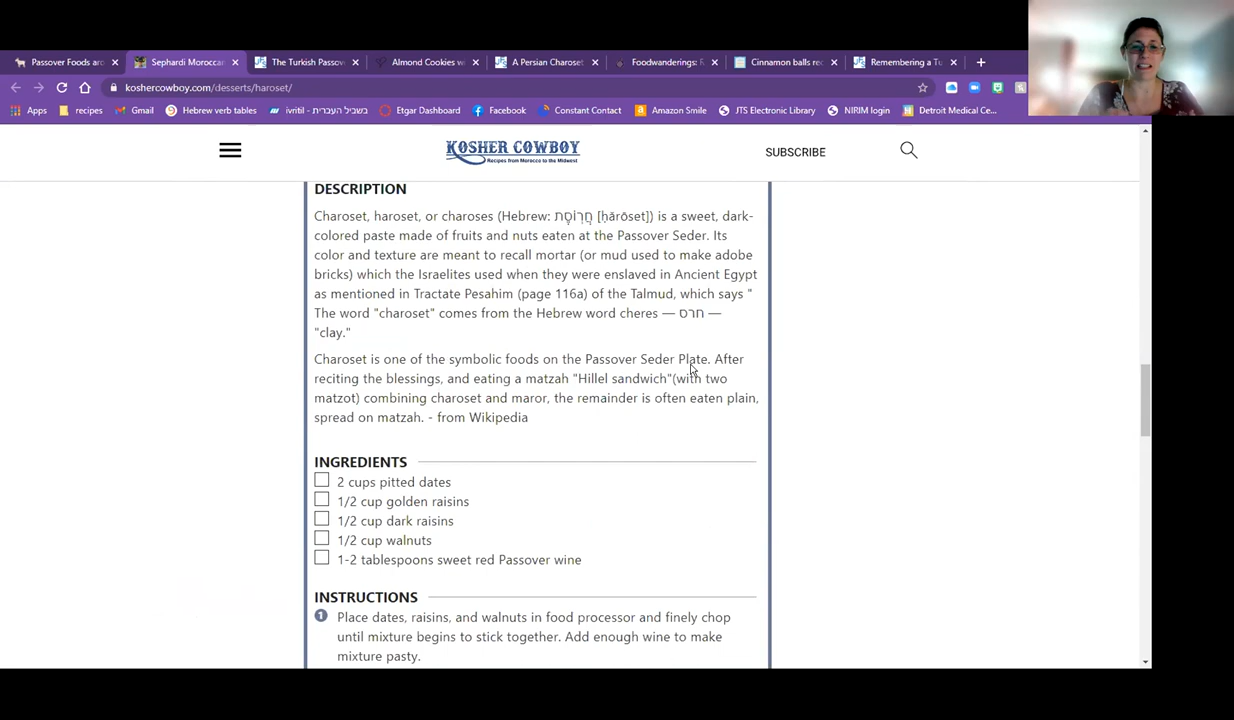 Passover Foods ar
Sephardi Moroccan
The Turkish Passov
Almond Cookies w
A Persian Charoset
Foodwanderings: R
Cinnamon balls re
Remembering a Tu
koshercowboy.com/desserts/haroset/
Apps
recipes
Gmail
Hebrew verb tables
ivitil - בשביל העברית
Etgar Dashboard
Facebook
Constant Contact
Amazon Smile
JTS Electronic Library
NIRIM login
Detroit Medical Ce...
KOSHER COWBOY
Recipes from Morocco to the Midwest
SUBSCRIBE
DESCRIPTION
Charoset, haroset, or charoses (Hebrew: חֲרוֹסֶת [ḥărōset]) is a sweet, dark-
colored paste made of fruits and nuts eaten at the Passover Seder. Its
color and texture are meant to recall mortar (or mud used to make adobe
bricks) which the Israelites used when they were enslaved in Ancient Egypt
as mentioned in Tractate Pesahim (page 116a) of the Talmud, which says "
The word "charoset" comes from the Hebrew word cheres — חרס —
"clay."
Charoset is one of the symbolic foods on the Passover Seder Plate. After
reciting the blessings, and eating a matzah "Hillel sandwich"(with two
matzot) combining charoset and maror, the remainder is often eaten plain,
spread on matzah. - from Wikipedia
INGREDIENTS
2 cups pitted dates
1/2 cup golden raisins
1/2 cup dark raisins
1/2 cup walnuts
1-2 tablespoons sweet red Passover wine
INSTRUCTIONS
1 Place dates, raisins, and walnuts in food processor and finely chop
until mixture begins to stick together. Add enough wine to make
mixture pasty.